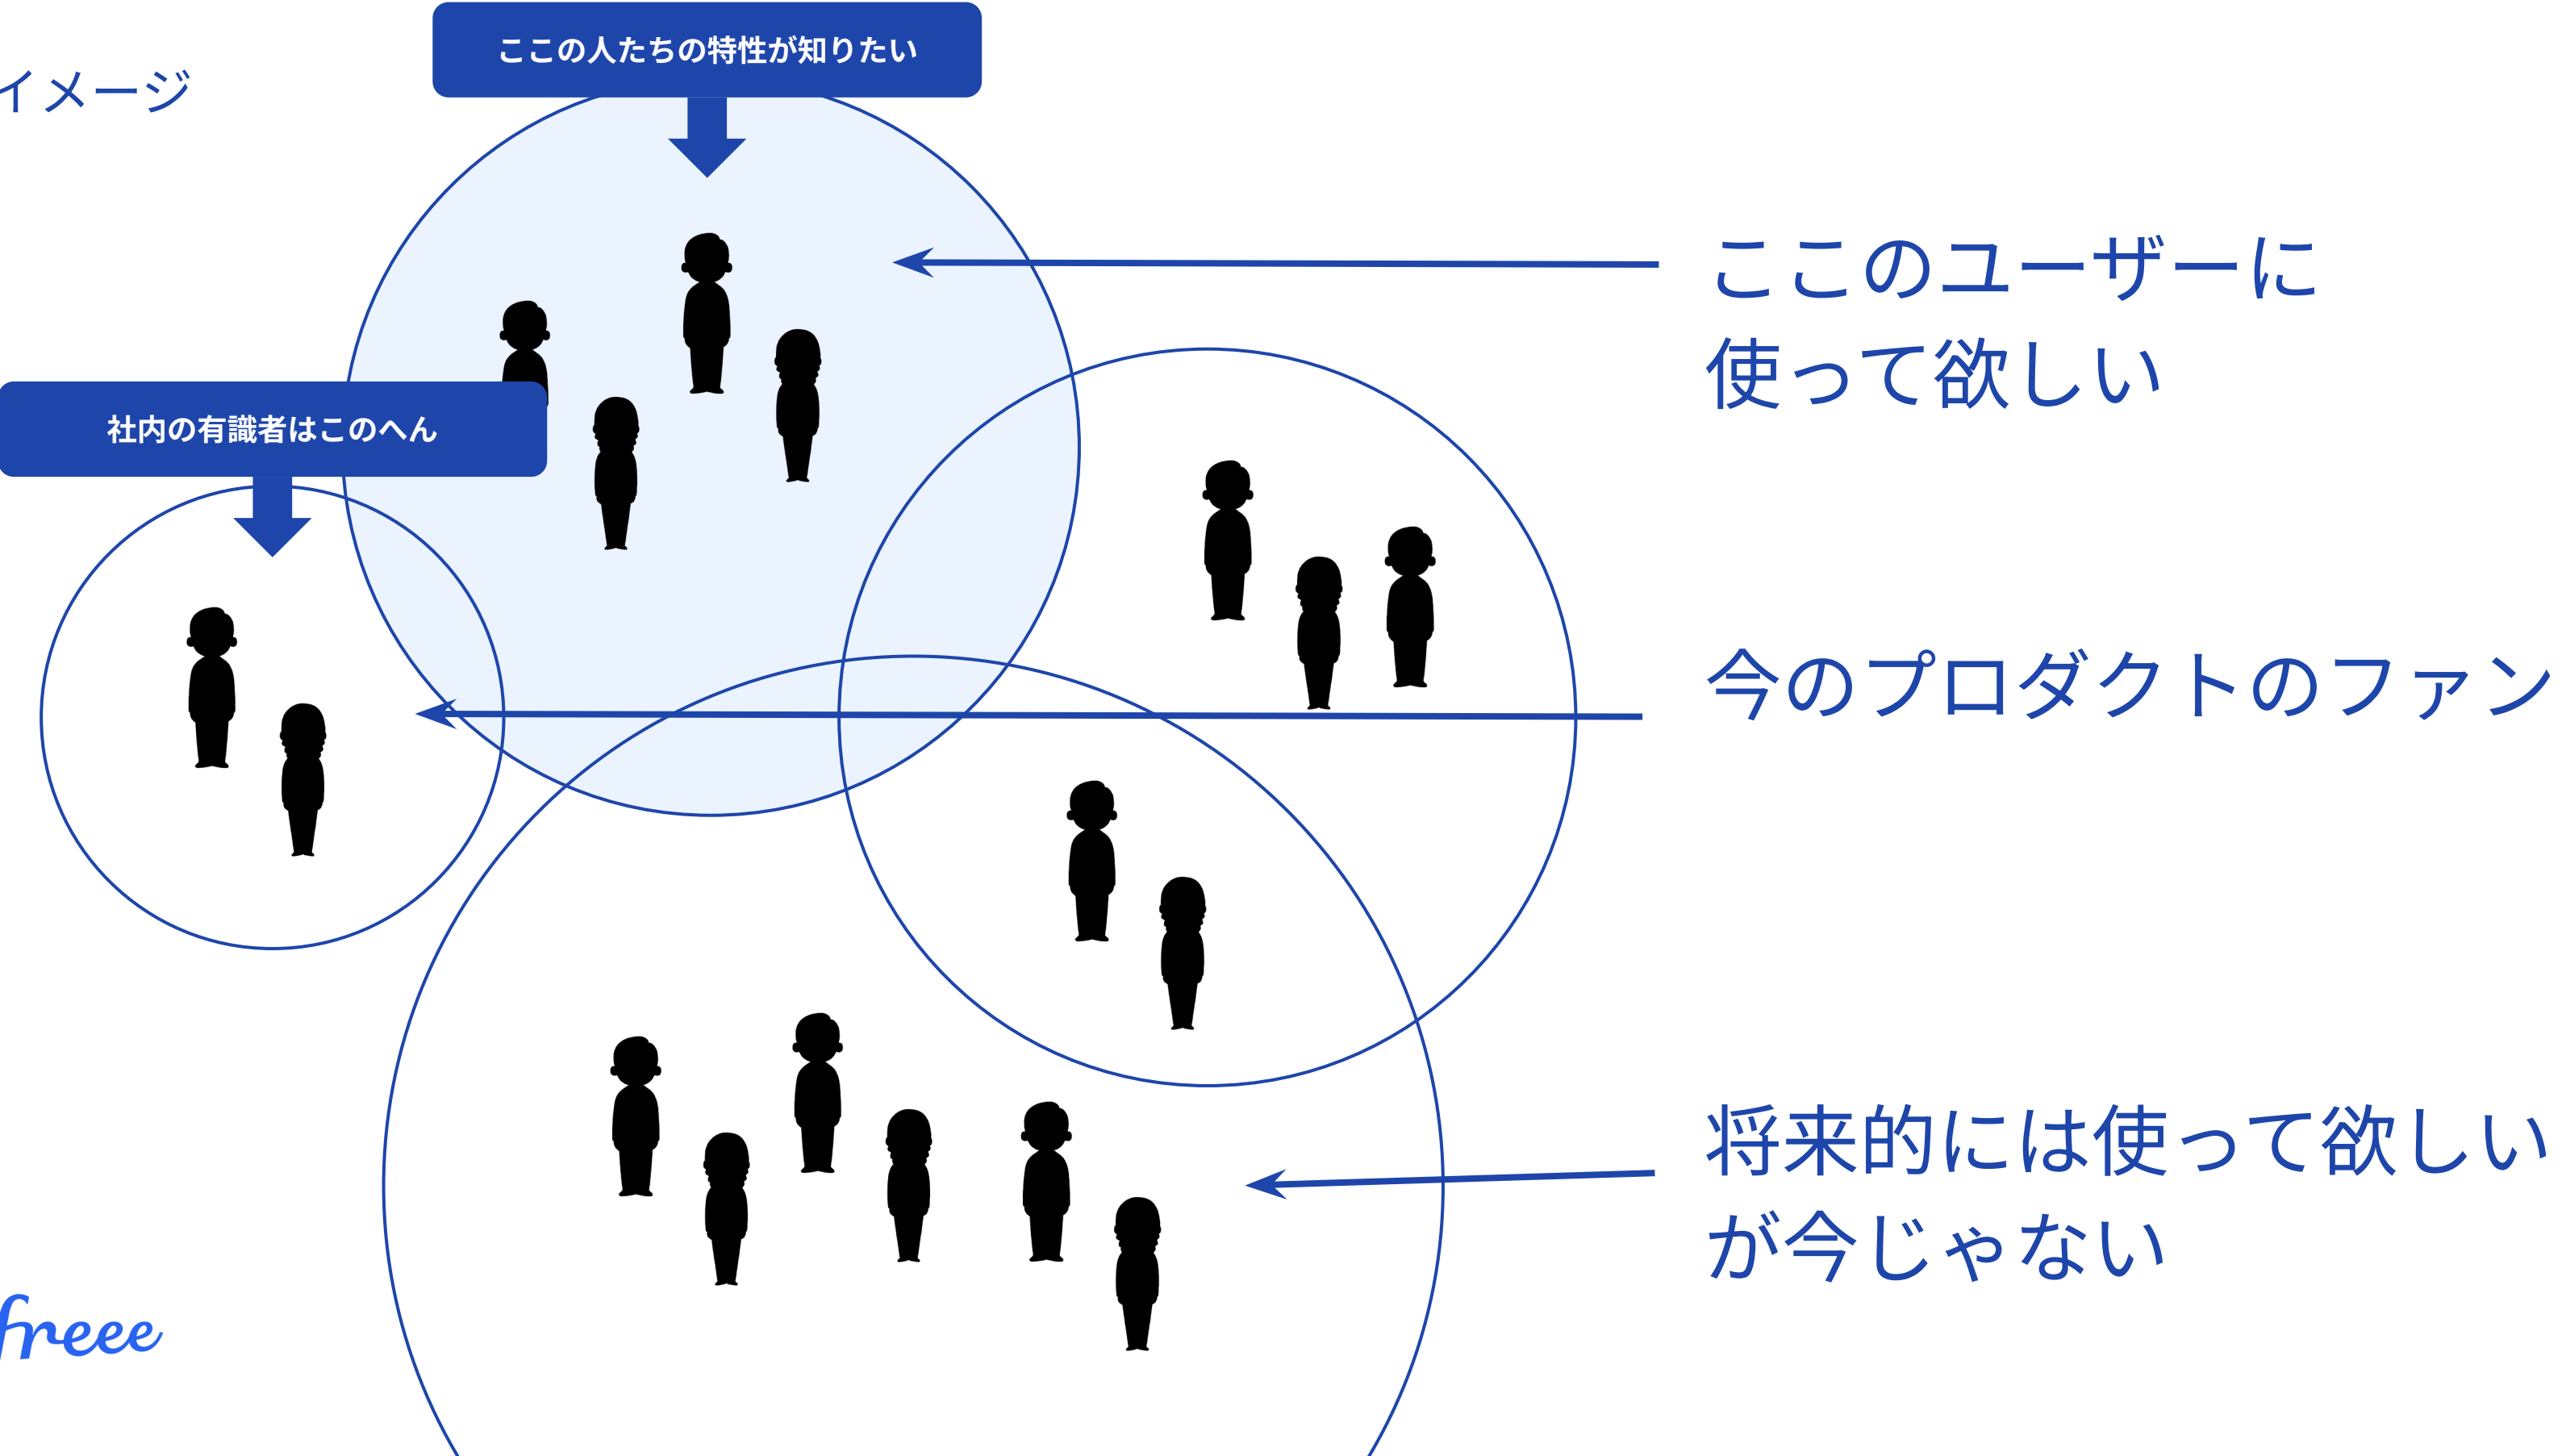 ここの人たちの特性が知りたい
イメージ
ここのユーザーに
使って欲しい
社内の有識者はこのへん
今のプロダクトのファン
将来的には使って欲しい
が今じゃない
freee